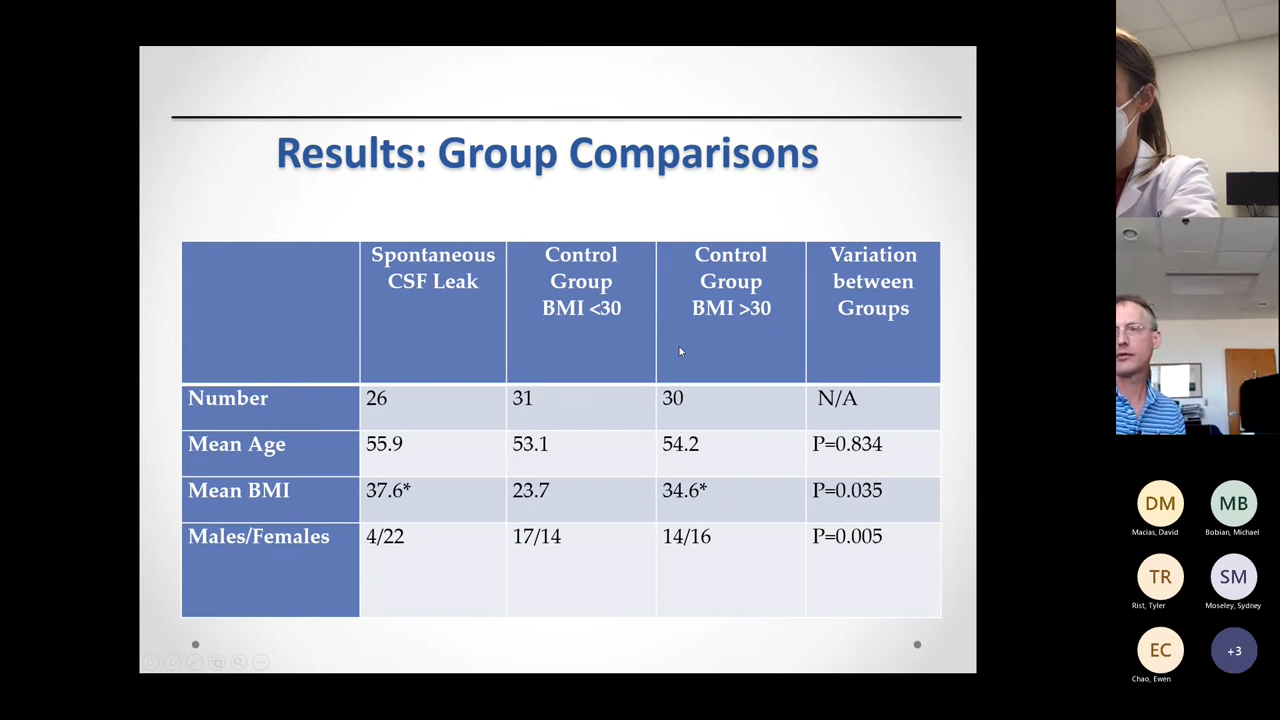 Results: Group Comparisons
Spontaneous
CSF Leak
Control
Group
BMI <30
Control
Group
BMI >30
Variation
between
Groups
Number 26 31 30 N/A
Mean Age 55.9 53.1 54.2 P=0.834
Mean BMI 37.6* 23.7 34.6* P=0.035
Males/Females 4/22 17/14 14/16 P=0.005
DM MB
Macias, David Bobian, Michael
TR SM
Rist, Tyler Moseley, Sydney
EC +3
Chao, Ewen